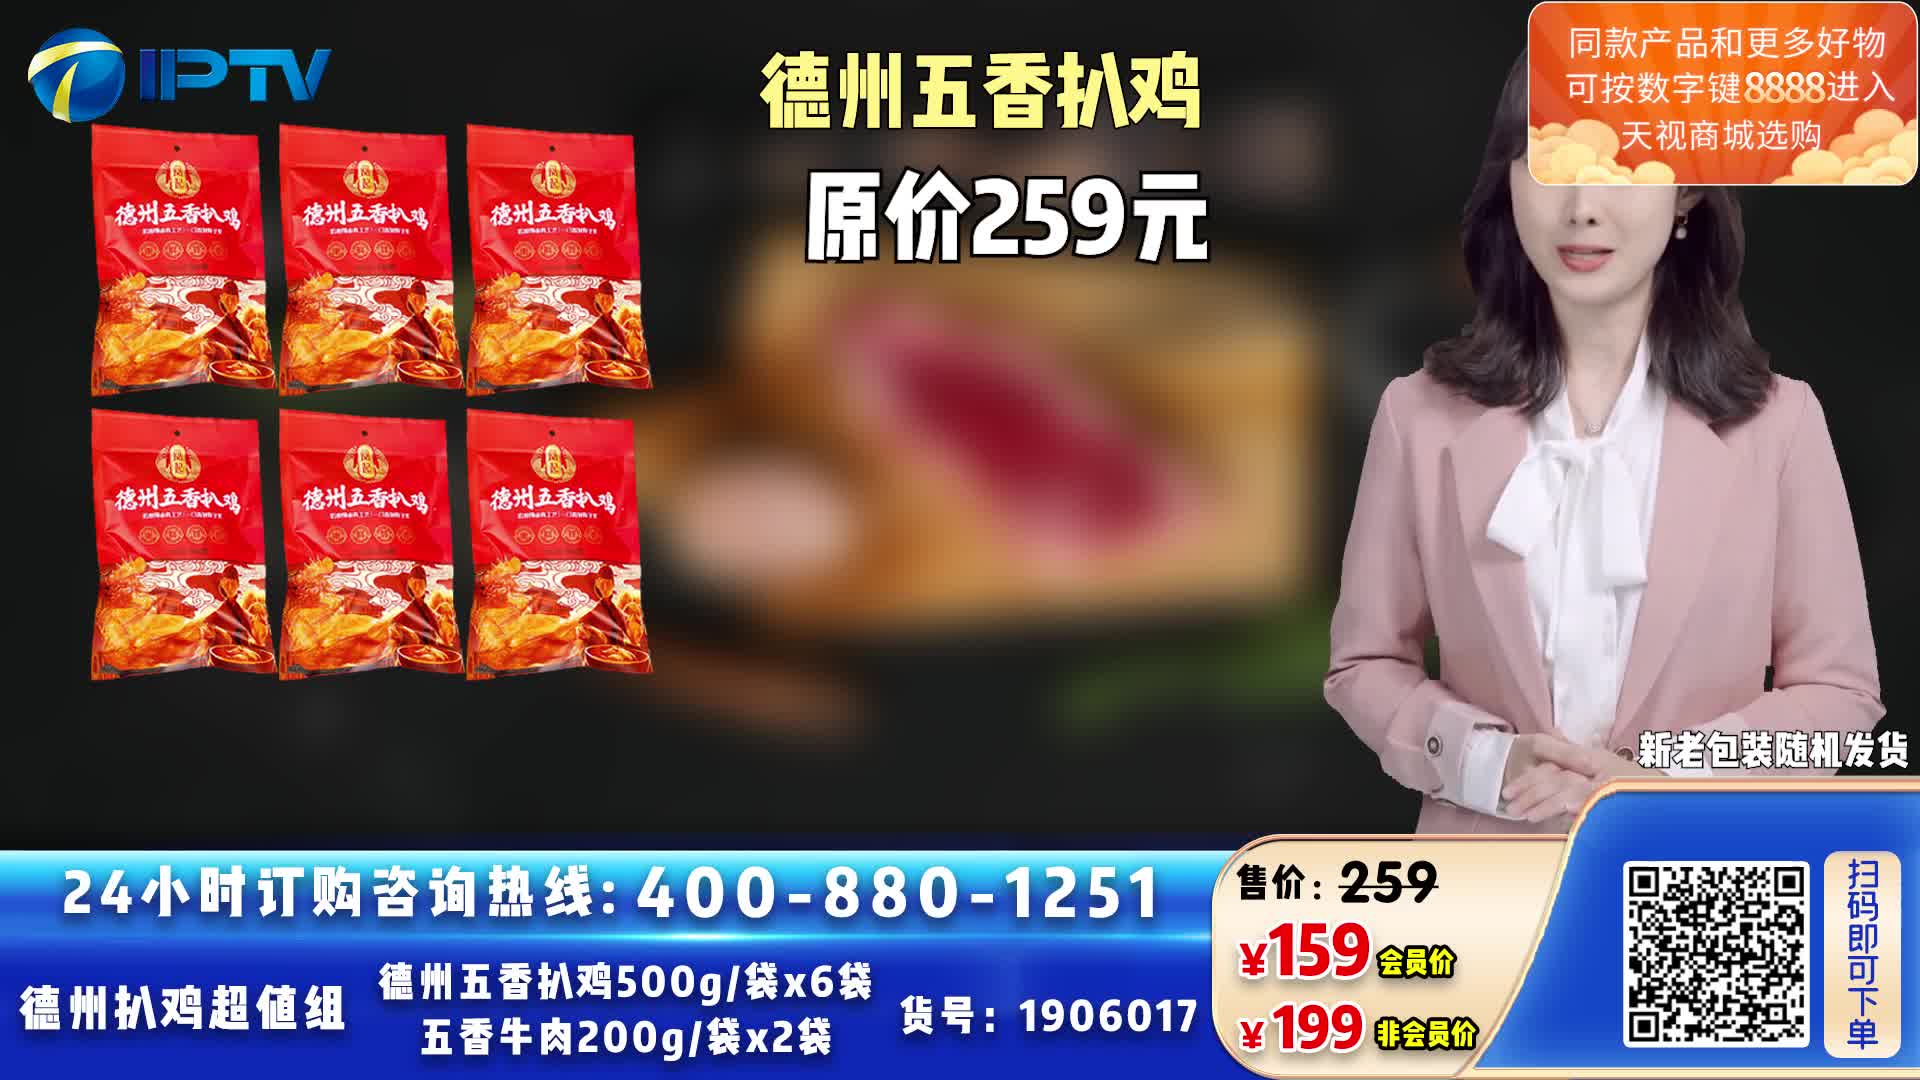 IPTV
德州五香扒鸡
原价259元
同款产品和更多好物
可按数字键8888进入
天视商城选购
德州五香扒鸡
德州五香扒鸡
德州五香扒鸡
德州五香扒鸡
德州五香扒鸡
德州五香扒鸡
新老包装随机发货
24小时订购咨询热线:400-880-1251
德州扒鸡超值组
德州五香扒鸡500g/袋x6袋
五香牛肉200g/袋x2袋
货号：1906017
售价：259
¥159会员价
¥199非会员价
扫码即可下单